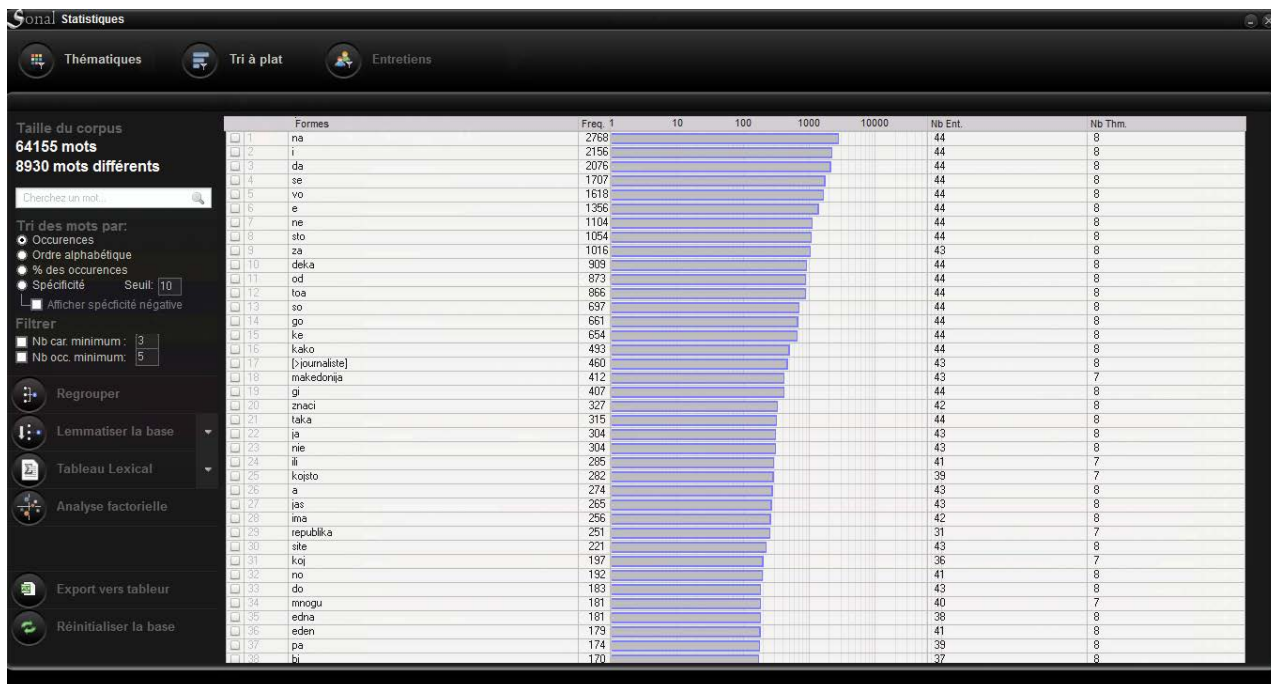 Sonal Statistiques
Thématiques Tri à plat Entretiens
Taille du corpus
64155 mots
8930 mots différents
Cherchez un mot...
Tri des mots par:
Occurences
Ordre alphabétique
% des occurences
Spécificité Seuil: 10
Afficher spécficité négative
Filtrer
Nb car. minimum : 3
Nb occ. minimum: 5
Regrouper
Lemmatiser la base
Tableau Lexical
Analyse factorielle
Export vers tableur
Réinitialiser la base
Formes Freq. 1 10 100 1000 10000 Nb Ent. Nb Thm.
1 na 2768 44 8
2 i 2156 44 8
3 da 2076 44 8
4 se 1707 44 8
5 vo 1618 44 8
6 e 1356 44 8
7 ne 1104 44 8
8 sto 1054 44 8
9 za 1016 43 8
10 deka 909 44 8
11 od 873 44 8
12 toa 866 44 8
13 so 697 44 8
14 go 661 44 8
15 ke 654 44 8
16 kako 493 44 8
17 [>journaliste] 460 43 8
18 makedonija 412 43 7
19 gi 407 44 8
20 znaci 327 42 8
21 taka 315 44 8
22 ja 304 43 8
23 nie 304 43 8
24 ili 285 41 7
25 kojsto 282 39 7
26 a 274 43 8
27 jas 265 43 8
28 ima 256 42 8
29 republika 251 31 7
30 site 221 43 8
31 koj 197 36 7
32 no 192 41 8
33 do 183 43 8
34 mnogu 181 40 7
35 edna 181 38 8
36 eden 179 41 8
37 pa 174 39 8
38 bi 170 37 8